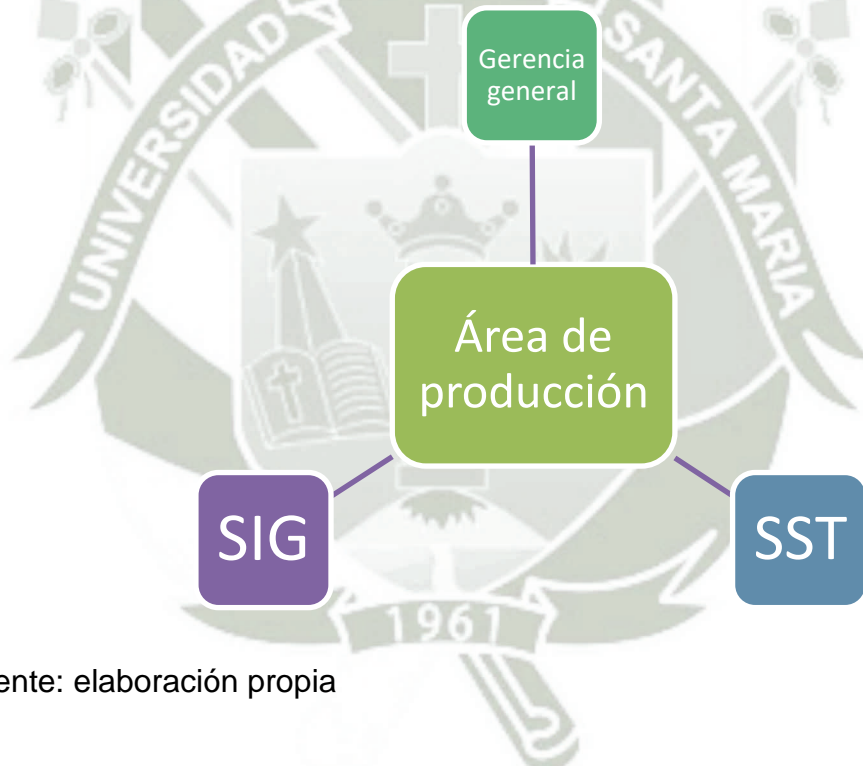 UNIVERSIDAD
SANTA MARIA
Gerencia
general
Área de
producción
SIG
SST
1961
ente: elaboración propia